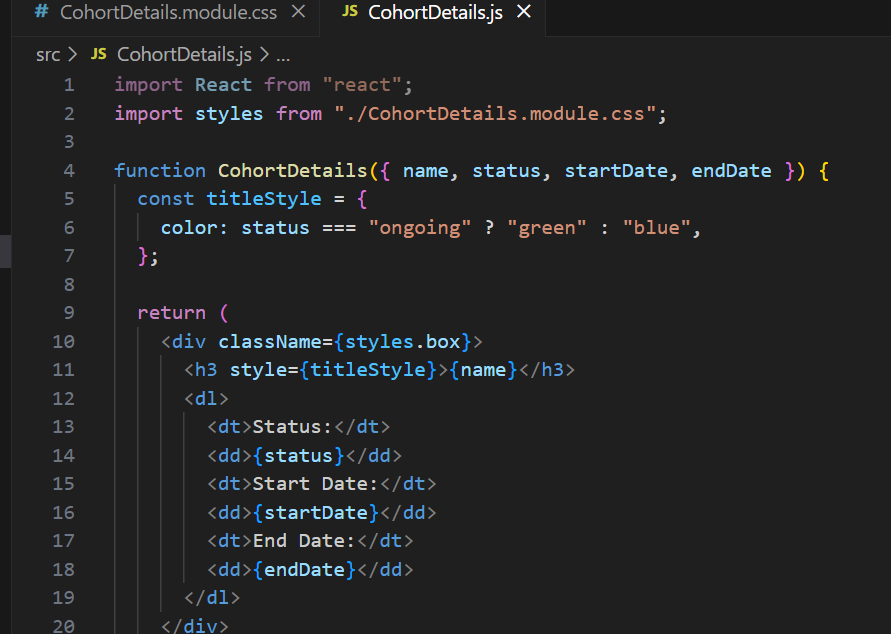 # CohortDetails.module.css ×   JS CohortDetails.js ×
src > JS CohortDetails.js > ...
1 import React from "react";
2 import styles from "./CohortDetails.module.css";
3
4 function CohortDetails({ name, status, startDate, endDate }) {
5   const titleStyle = {
6     color: status === "ongoing" ? "green" : "blue",
7   };
8
9   return (
10     <div className={styles.box}>
11       <h3 style={titleStyle}>{name}</h3>
12       <dl>
13         <dt>Status:</dt>
14         <dd>{status}</dd>
15         <dt>Start Date:</dt>
16         <dd>{startDate}</dd>
17         <dt>End Date:</dt>
18         <dd>{endDate}</dd>
19       </dl>
20     </div>